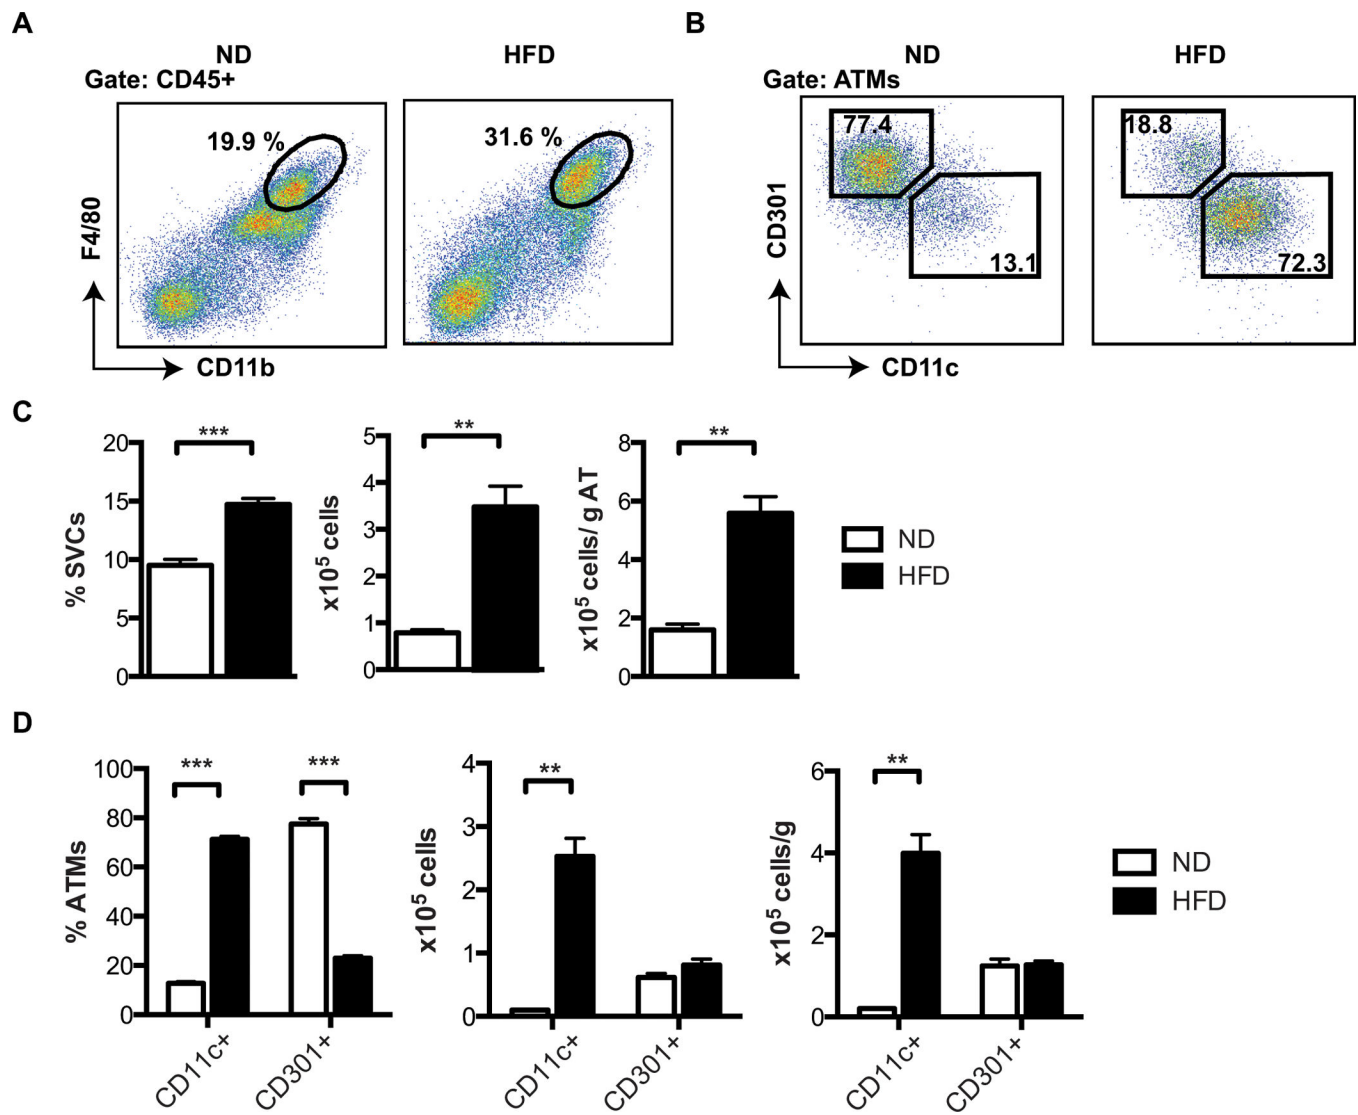 A
B
ND
HFD
ND
HFD
Gate: CD45+
Gate: ATMs
19.9 %
31.6 %
77.4
13.1
18.8
72.3
F4/80
CD11b
CD301
CD11c
C
% SVCs
20
15
10
5
0
***
x10⁵ cells
5
4
3
2
1
0
**
x10⁵ cells/ g AT
8
6
4
2
0
**
ND
HFD
D
% ATMs
100
80
60
40
20
0
***
***
CD11c+
CD301+
x10⁵ cells
4
3
2
1
0
**
CD11c+
CD301+
x10⁵ cells/g
6
4
2
0
**
CD11c+
CD301+
ND
HFD